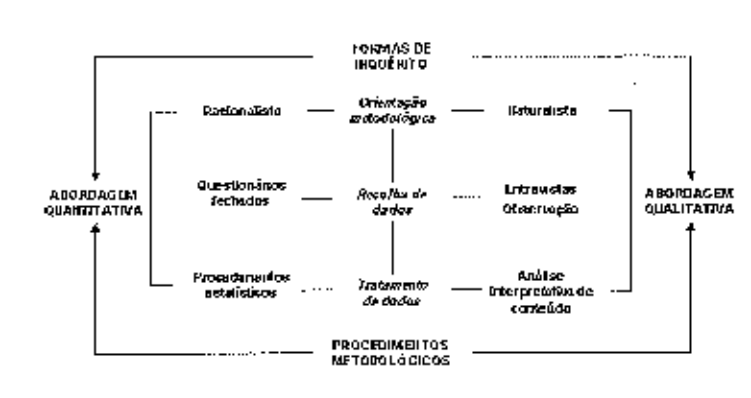 FORMAS DE
INQUÉRITO
Racionalista
Orientação
metodológica
Naturalista
ABORDAGEM
QUANTITATIVA
Questionários
fechados
Recolha de
dados
Entrevistas
Observação
ABORDAGEM
QUALITATIVA
Procedimentos
estatísticos
Tratamento
de dados
Análise
Interpretativa de
conteúdo
PROCEDIMENTOS
METODOLÓGICOS